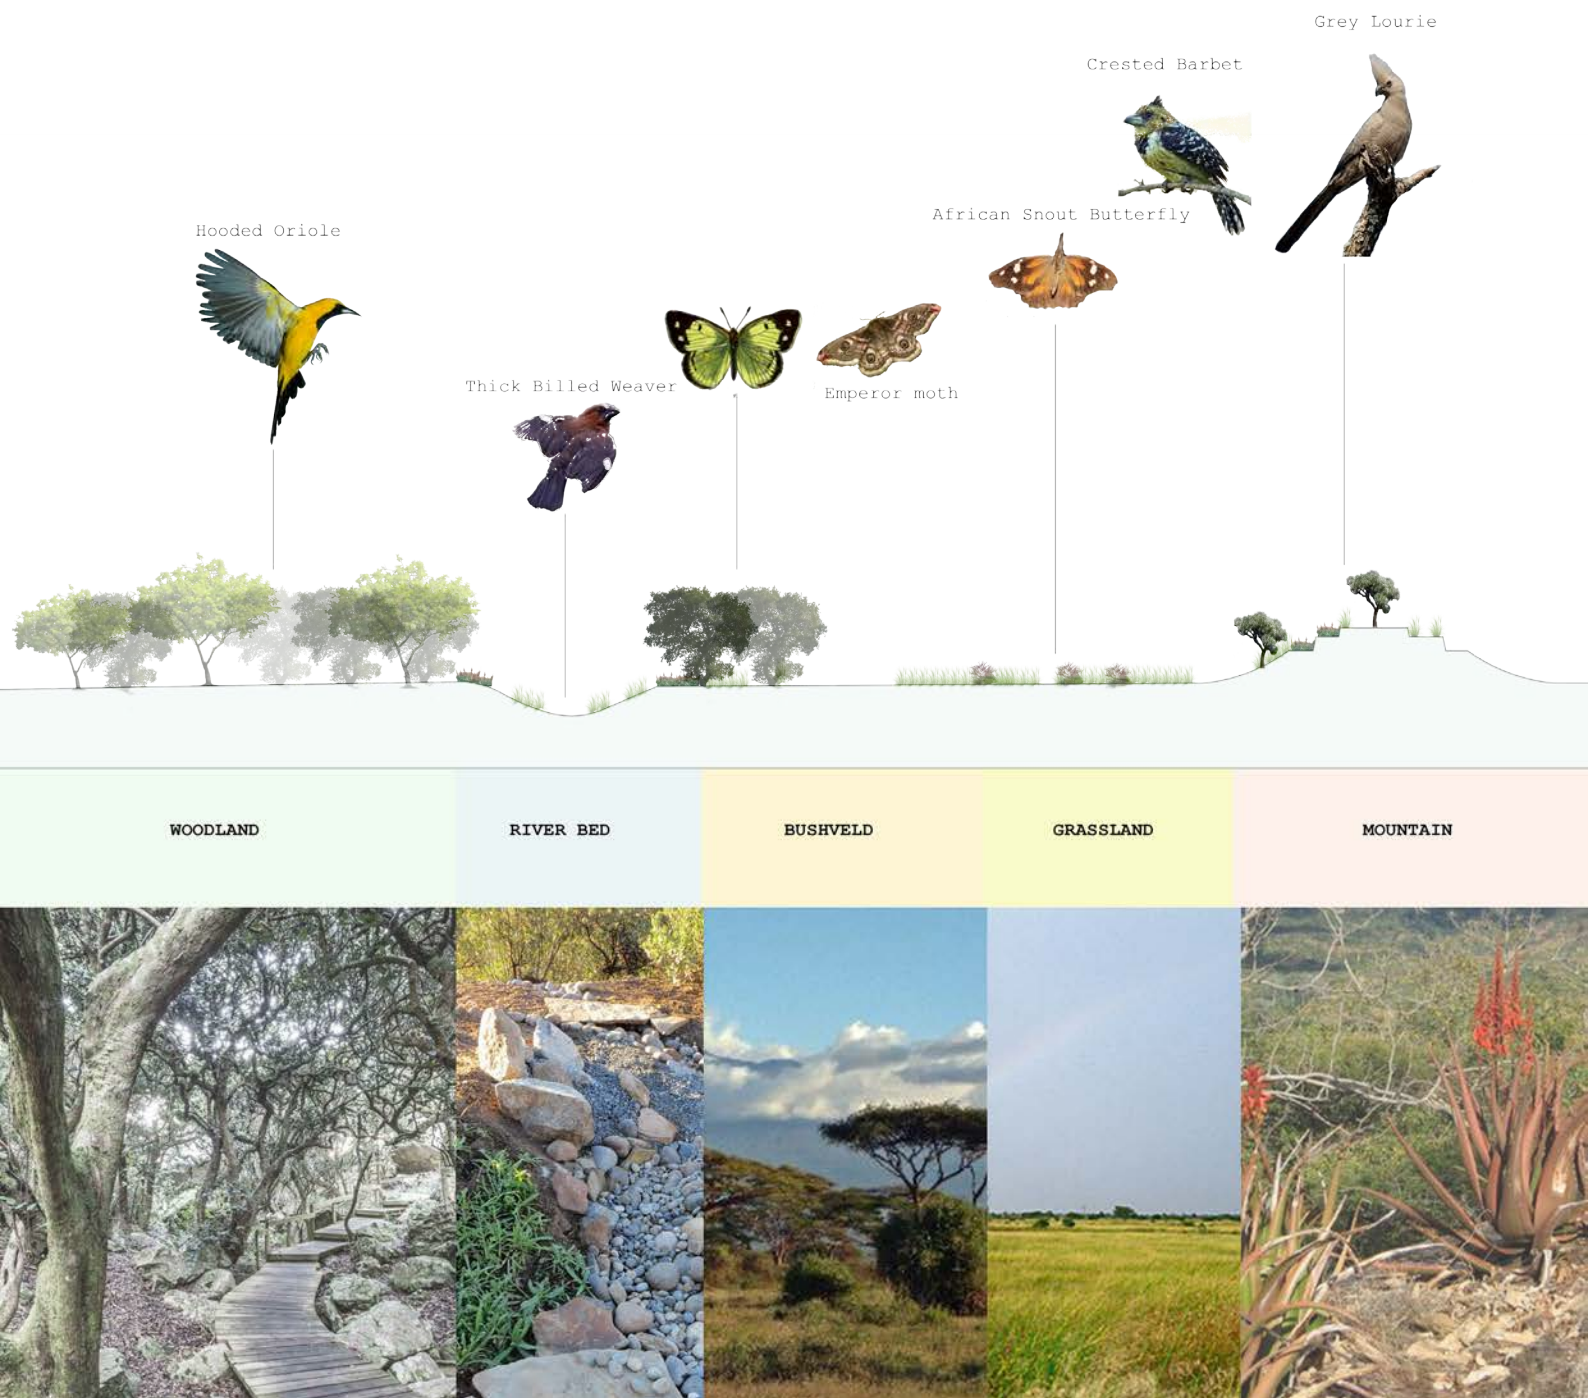 Grey Lourie
Crested Barbet
African Snout Butterfly
Hooded Oriole
Thick Billed Weaver
Emperor moth
WOODLAND
RIVER BED
BUSHVELD
GRASSLAND
MOUNTAIN